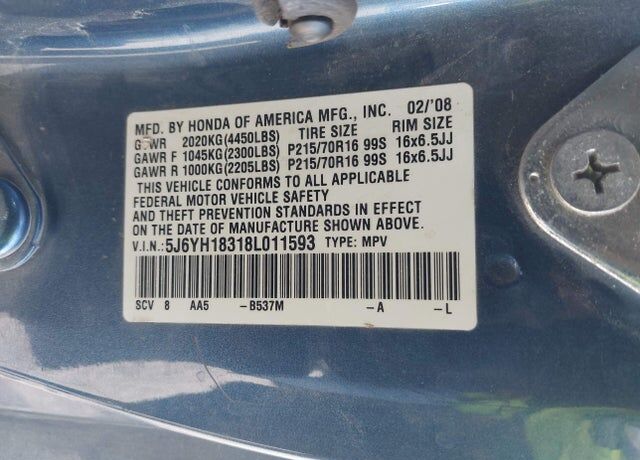 MFD. BY HONDA OF AMERICA MFG., INC. 02/'08
GVWR 2020KG(4450LBS) TIRE SIZE RIM SIZE
GAWR F 1045KG(2300LBS) P215/70R16 99S 16x6.5JJ
GAWR R 1000KG(2205LBS) P215/70R16 99S 16x6.5JJ
THIS VEHICLE CONFORMS TO ALL APPLICABLE
FEDERAL MOTOR VEHICLE SAFETY
AND THEFT PREVENTION STANDARDS IN EFFECT
ON THE DATE OF MANUFACTURE SHOWN ABOVE.
V.I.N.: 5J6YH18318L011593 TYPE: MPV
SCV 8 AA5 –B537M –A –L